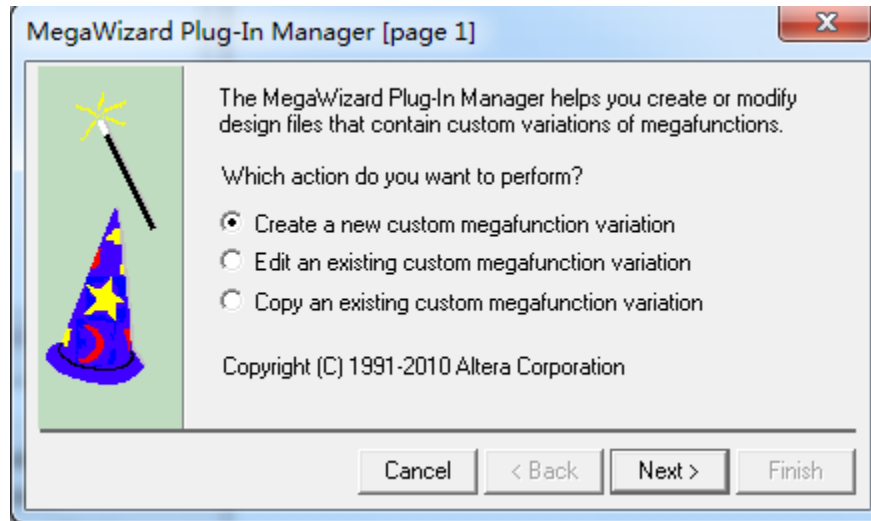 MegaWizard Plug-In Manager [page 1]
The MegaWizard Plug-In Manager helps you create or modify
design files that contain custom variations of megafunctions.
Which action do you want to perform?
Create a new custom megafunction variation
Edit an existing custom megafunction variation
Copy an existing custom megafunction variation
Copyright (C) 1991-2010 Altera Corporation
Cancel < Back Next > Finish